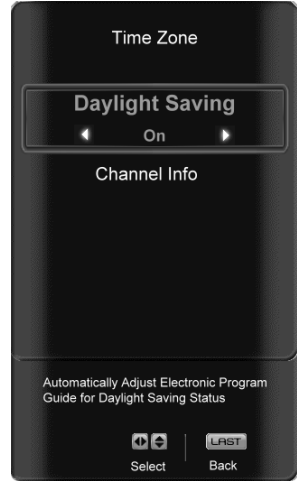 Time Zone
Daylight Saving
On
Channel Info
Automatically Adjust Electronic Program
Guide for Daylight Saving Status
LAST
Select
Back